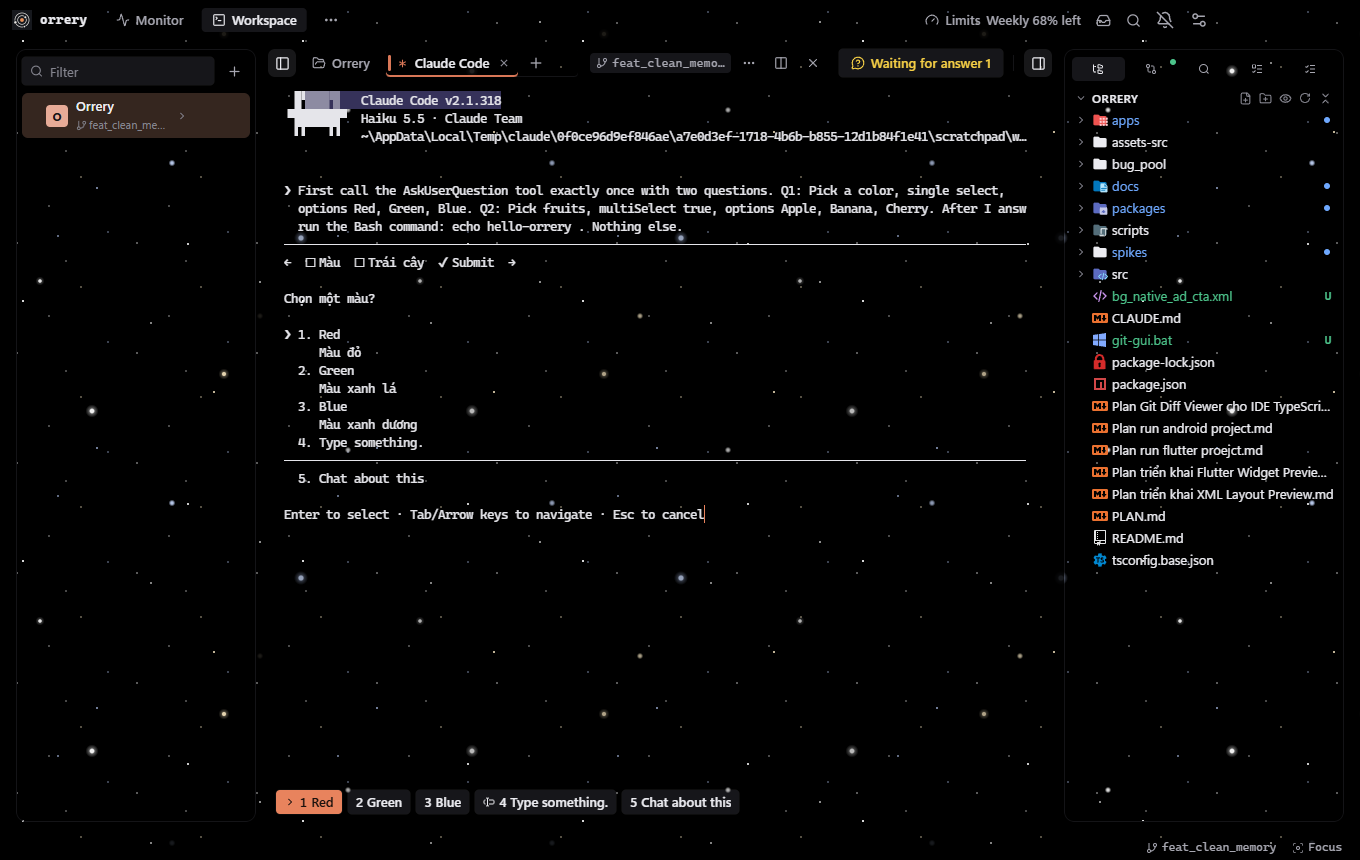 orrery
Monitor
Workspace
Limits Weekly 68% left
Filter
O
Orrery
feat_clean_me…
Orrery
Claude Code
feat_clean_memo…
Waiting for answer 1
Claude Code v2.1.318
Haiku 5.5 · Claude Team
~\AppData\Local\Temp\claude\0f0ce96d9ef846ae\a7e0d3ef-1718-4b6b-b855-12d1b84f1e41\scratchpad\w…
❯ First call the AskUserQuestion tool exactly once with two questions. Q1: Pick a color, single select,
options Red, Green, Blue. Q2: Pick fruits, multiSelect true, options Apple, Banana, Cherry. After I answ
run the Bash command: echo hello-orrery . Nothing else.
← ☐ Màu ☐ Trái cây ✓ Submit →
Chọn một màu?
❯ 1. Red
Màu đỏ
2. Green
Màu xanh lá
3. Blue
Màu xanh dương
4. Type something.
5. Chat about this
Enter to select · Tab/Arrow keys to navigate · Esc to cancel
1 Red
2 Green
3 Blue
4 Type something.
5 Chat about this
ORRERY
apps
assets-src
bug_pool
docs
packages
scripts
spikes
src
bg_native_ad_cta.xml U
CLAUDE.md
git-gui.bat U
package-lock.json
package.json
Plan Git Diff Viewer cho IDE TypeScri…
Plan run android project.md
Plan run flutter proejct.md
Plan triển khai Flutter Widget Previe…
Plan triển khai XML Layout Preview.md
PLAN.md
README.md
tsconfig.base.json
feat_clean_memory
Focus